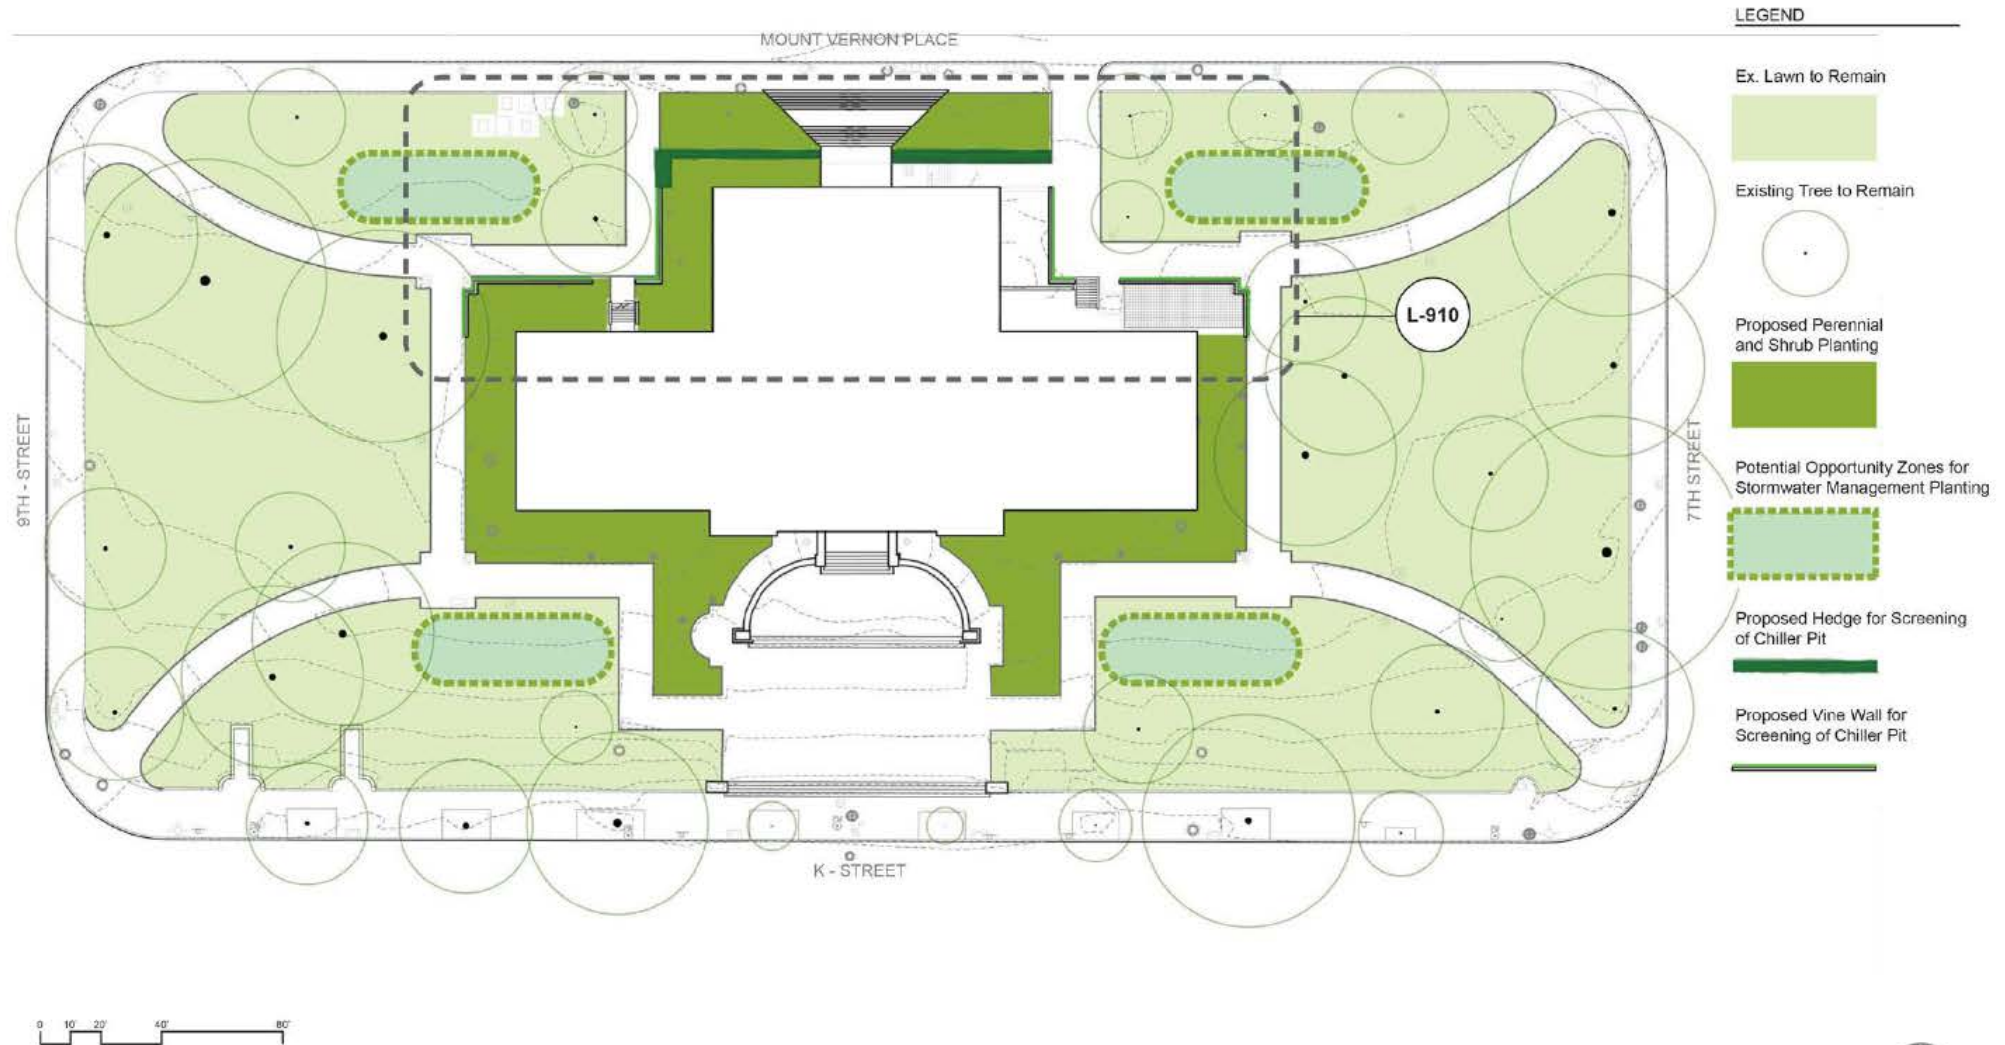 LEGEND
MOUNT VERNON PLACE
Ex. Lawn to Remain
Existing Tree to Remain
L-910
Proposed Perennial
and Shrub Planting
9TH - STREET
7TH STREET
Potential Opportunity Zones for
Stormwater Management Planting
Proposed Hedge for Screening
of Chiller Pit
Proposed Vine Wall for
Screening of Chiller Pit
K - STREET
0 10' 20' 40' 80'